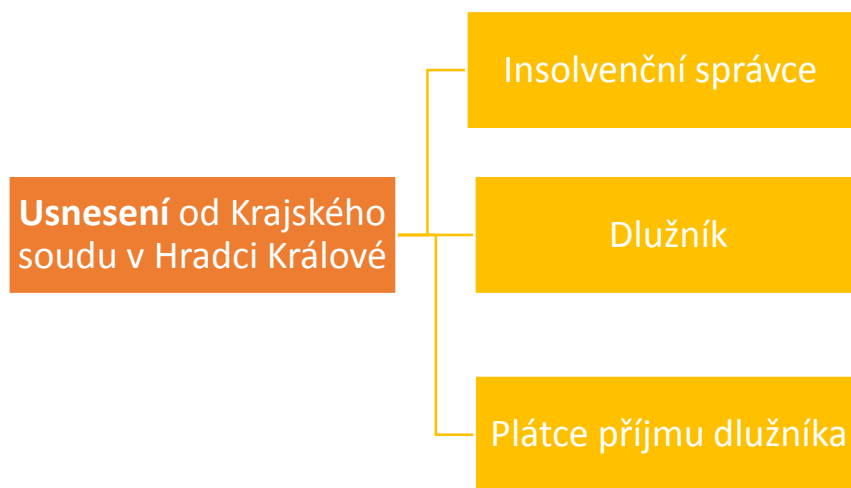 Insolvenční správce
Usnesení od Krajského
soudu v Hradci Králové
Dlužník
Plátce příjmu dlužníka